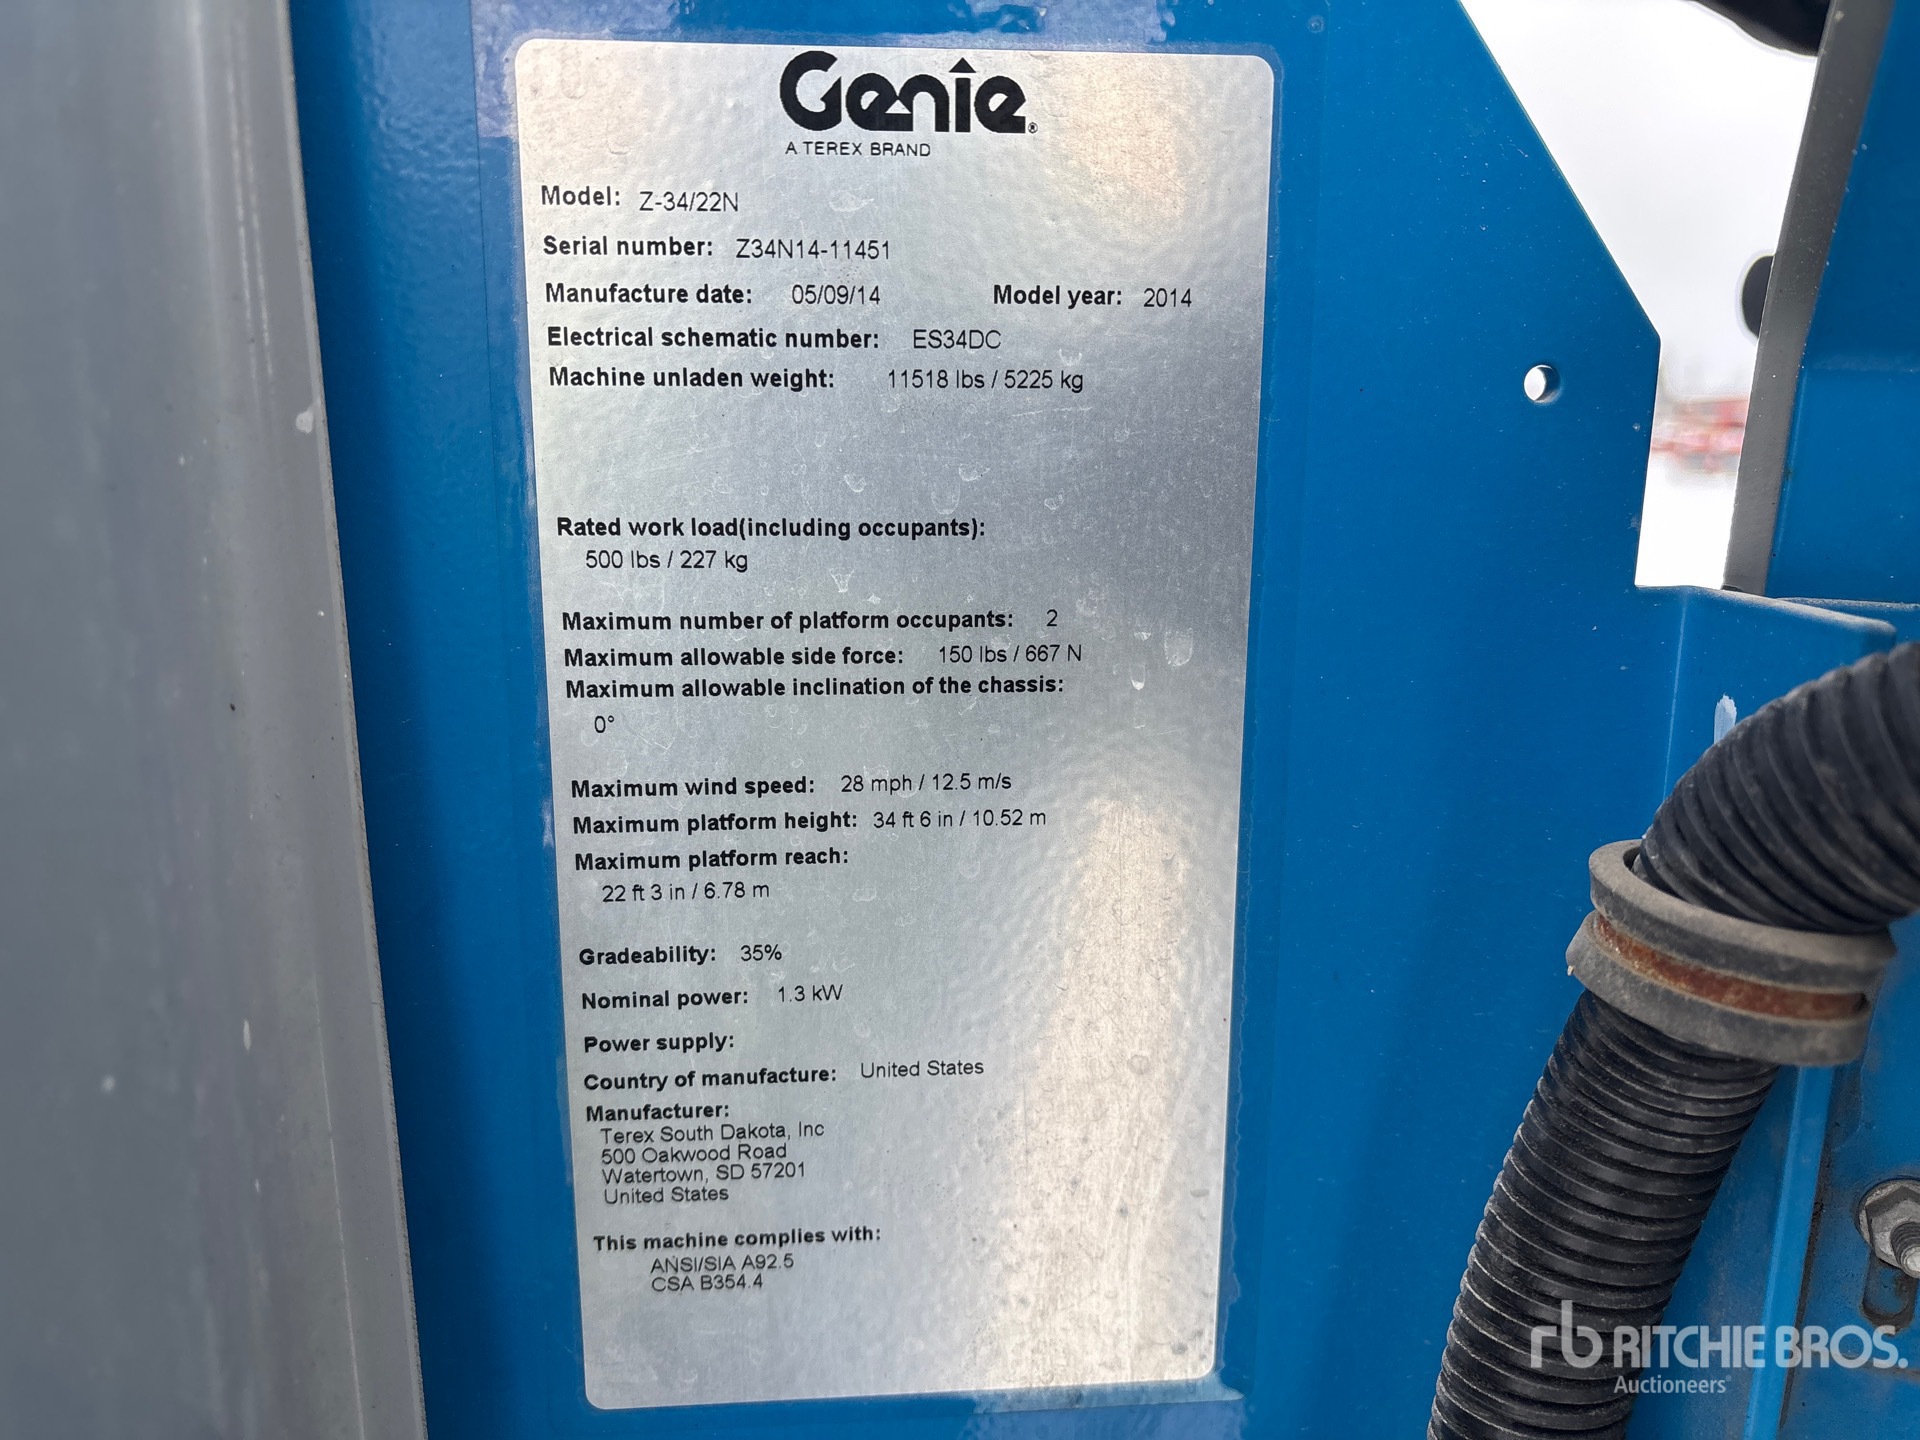 Genie®
A TEREX BRAND
Model: Z-34/22N
Serial number: Z34N14-11451
Manufacture date: 05/09/14 Model year: 2014
Electrical schematic number: ES34DC
Machine unladen weight: 11518 lbs / 5225 kg
Rated work load(including occupants):
500 lbs / 227 kg
Maximum number of platform occupants: 2
Maximum allowable side force: 150 lbs / 667 N
Maximum allowable inclination of the chassis:
0°
Maximum wind speed: 28 mph / 12.5 m/s
Maximum platform height: 34 ft 6 in / 10.52 m
Maximum platform reach:
22 ft 3 in / 6.78 m
Gradeability: 35%
Nominal power: 1.3 kW
Power supply:
Country of manufacture: United States
Manufacturer:
Terex South Dakota, Inc
500 Oakwood Road
Watertown, SD 57201
United States
This machine complies with:
ANSI/SIA A92.5
CSA B354.4
rb RITCHIE BROS.
Auctioneers